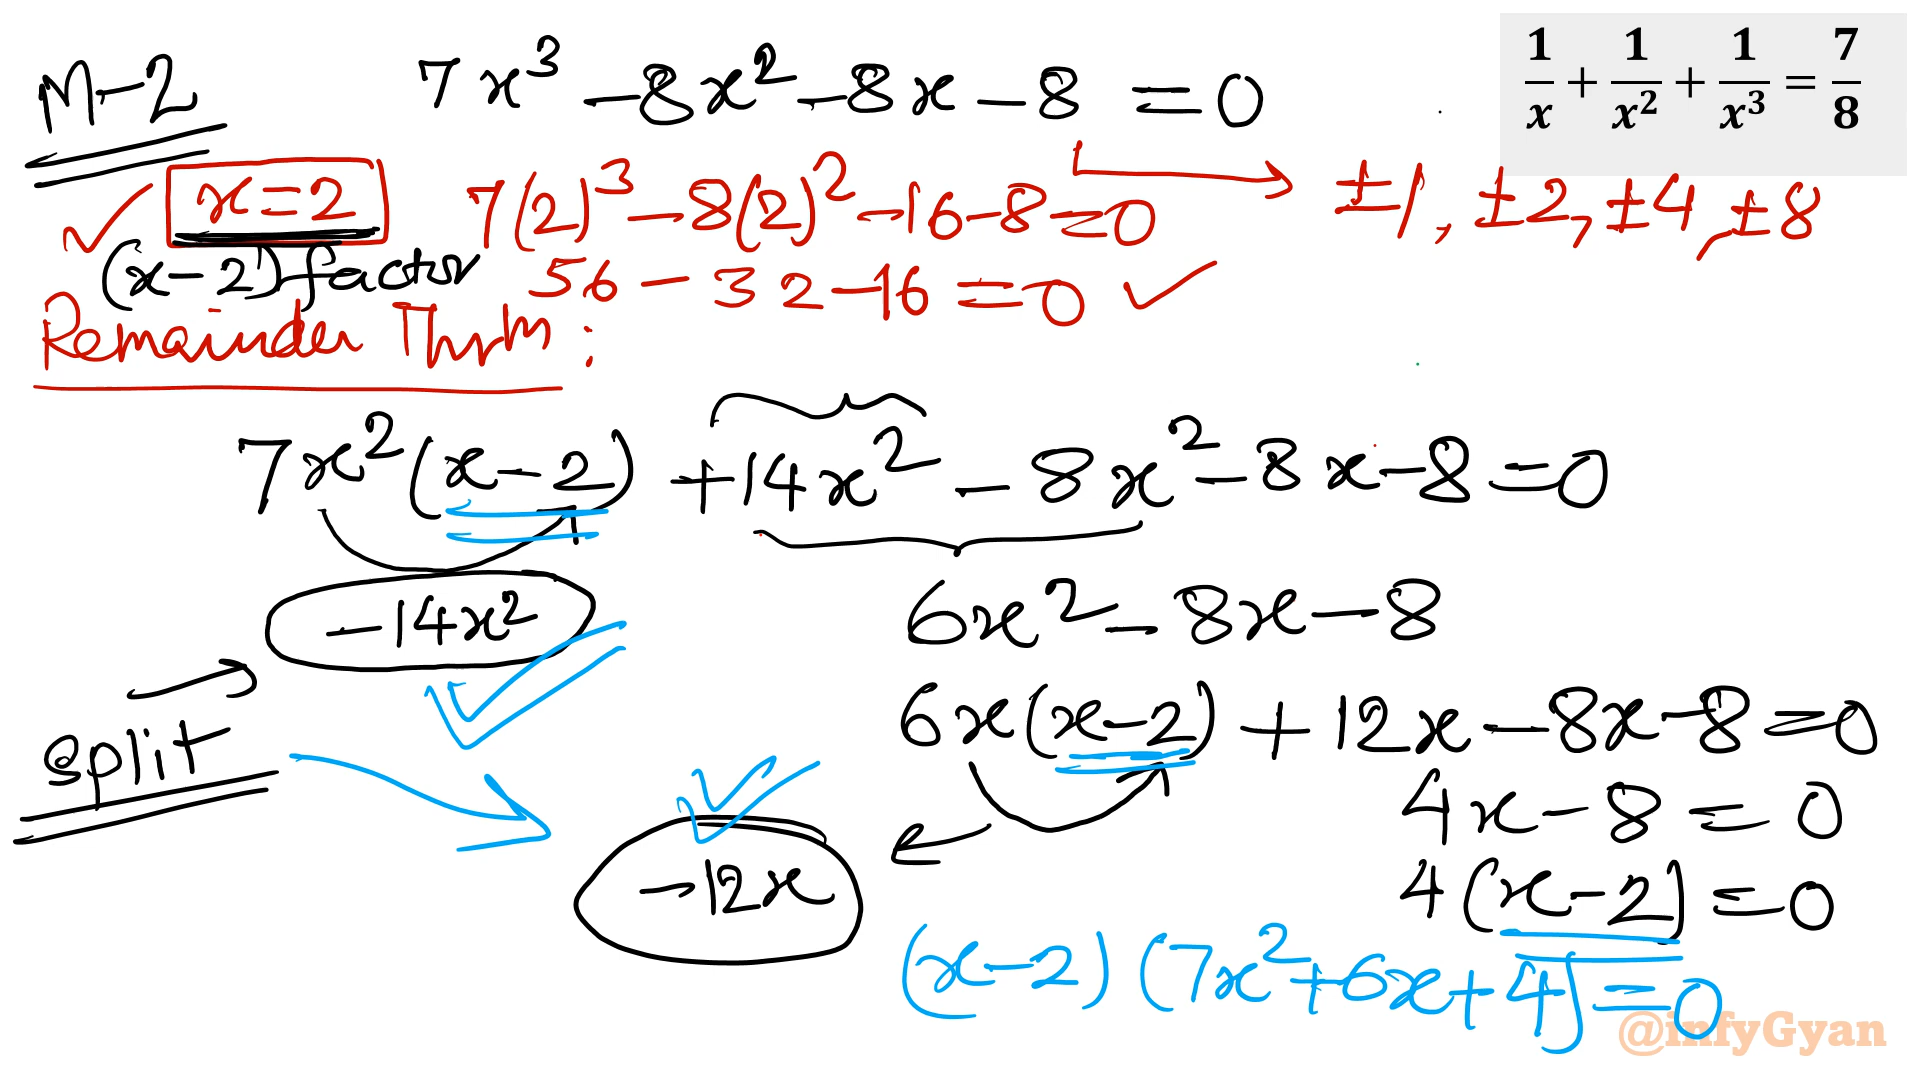 M-2
7x³ - 8x² - 8x - 8 = 0
1/x + 1/x² + 1/x³ = 7/8
x = 2
7(2)³ - 8(2)² - 16 - 8 = 0
±1, ±2, ±4, ±8
(x-2) factor
56 - 32 - 16 = 0
Remainder Thrm :
7x²(x-2) + 14x² - 8x² - 8x - 8 = 0
-14x²
6x² - 8x - 8
split
6x(x-2) + 12x - 8x - 8 = 0
4x - 8 = 0
-12x
4(x-2) = 0
(x-2)(7x²+6x+4) = 0
@infyGyan